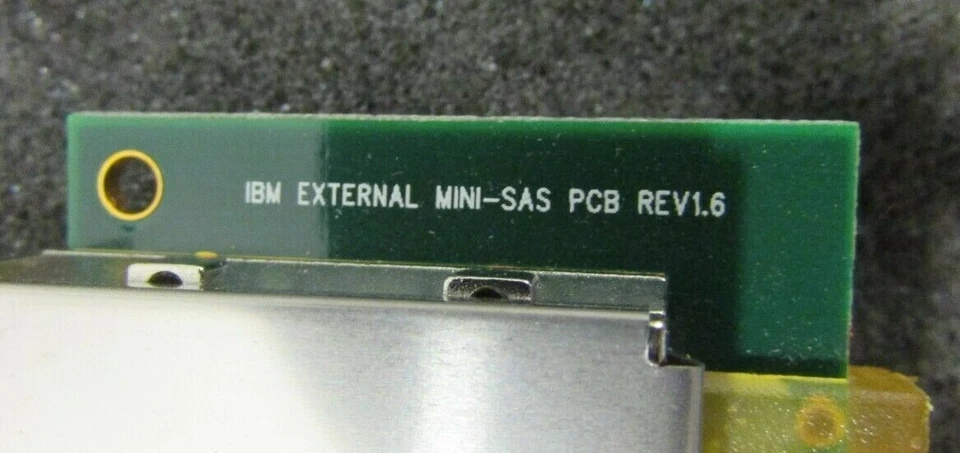 IBM EXTERNAL MINI-SAS PCB REV1.6